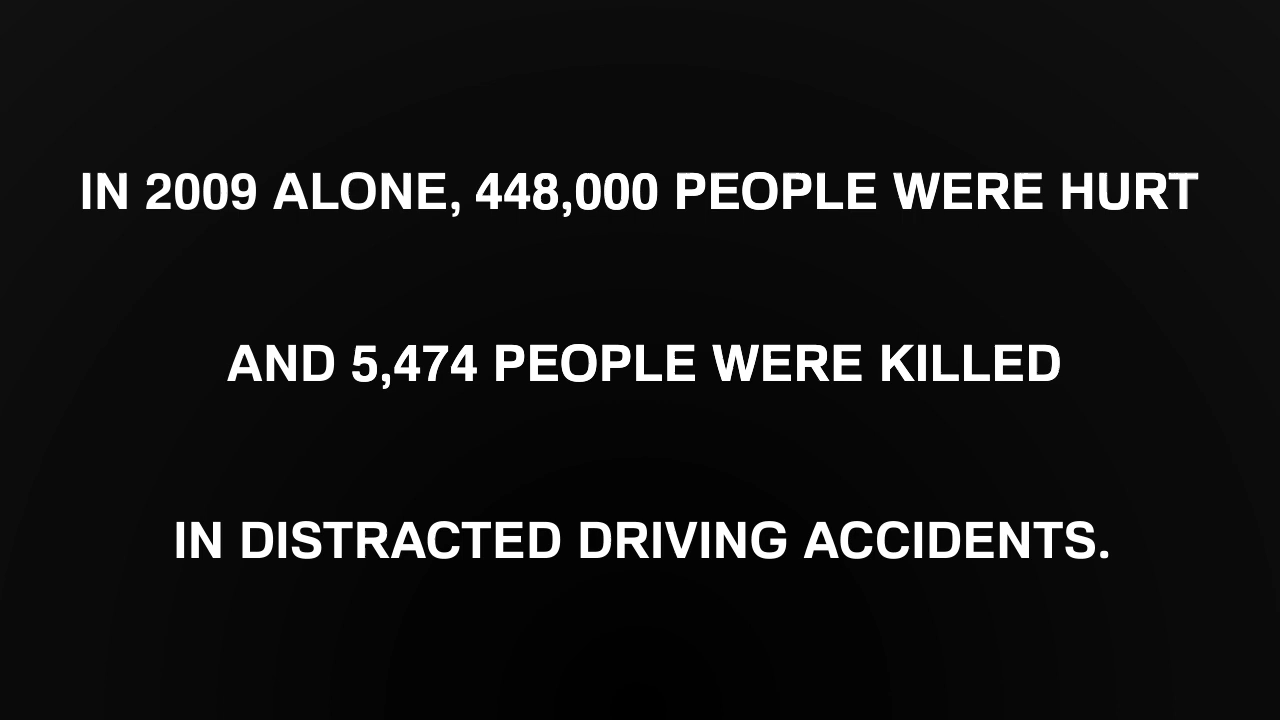 IN 2009 ALONE, 448,000 PEOPLE WERE HURT
AND 5,474 PEOPLE WERE KILLED
IN DISTRACTED DRIVING ACCIDENTS.